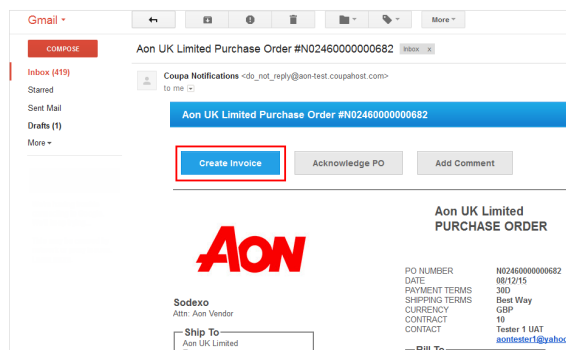 Gmail
More
COMPOSE
Aon UK Limited Purchase Order #N02460000000682 Inbox x
Inbox (419)
Starred
Sent Mail
Drafts (1)
More
Coupa Notifications <do_not_reply@aon-test.coupahost.com>
to me
Aon UK Limited Purchase Order #N02460000000682
Create Invoice
Acknowledge PO
Add Comment
AON
Aon UK Limited
PURCHASE ORDER
PO NUMBER N02460000000682
DATE 08/12/15
PAYMENT TERMS 30D
SHIPPING TERMS Best Way
CURRENCY GBP
CONTRACT 10
CONTACT Tester 1 UAT
aontester1@yahoo
Sodexo
Attn: Aon Vendor
Ship To
Aon UK Limited
Bill To